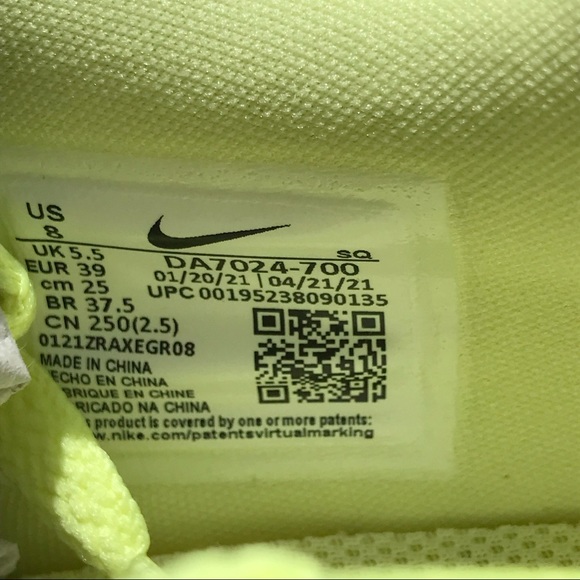 US
8
UK 5.5
EUR 39
cm 25
BR 37.5
CN 250(2.5)
0121ZRAXEGR08
SQ
DA7024-700
01/20/21 | 04/21/21
UPC 00195238090135
MADE IN CHINA
ECHO EN CHINA
BRIQUE EN CHINE
RICADO NA CHINA
s product is covered by one or more patents:
w.nike.com/patentsvirtualmarking